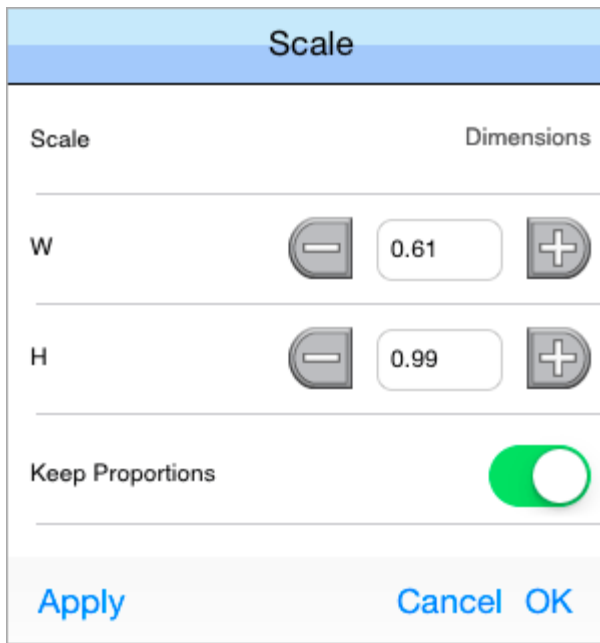 Scale
Scale Dimensions
W 0.61
H 0.99
Keep Proportions
Apply Cancel OK